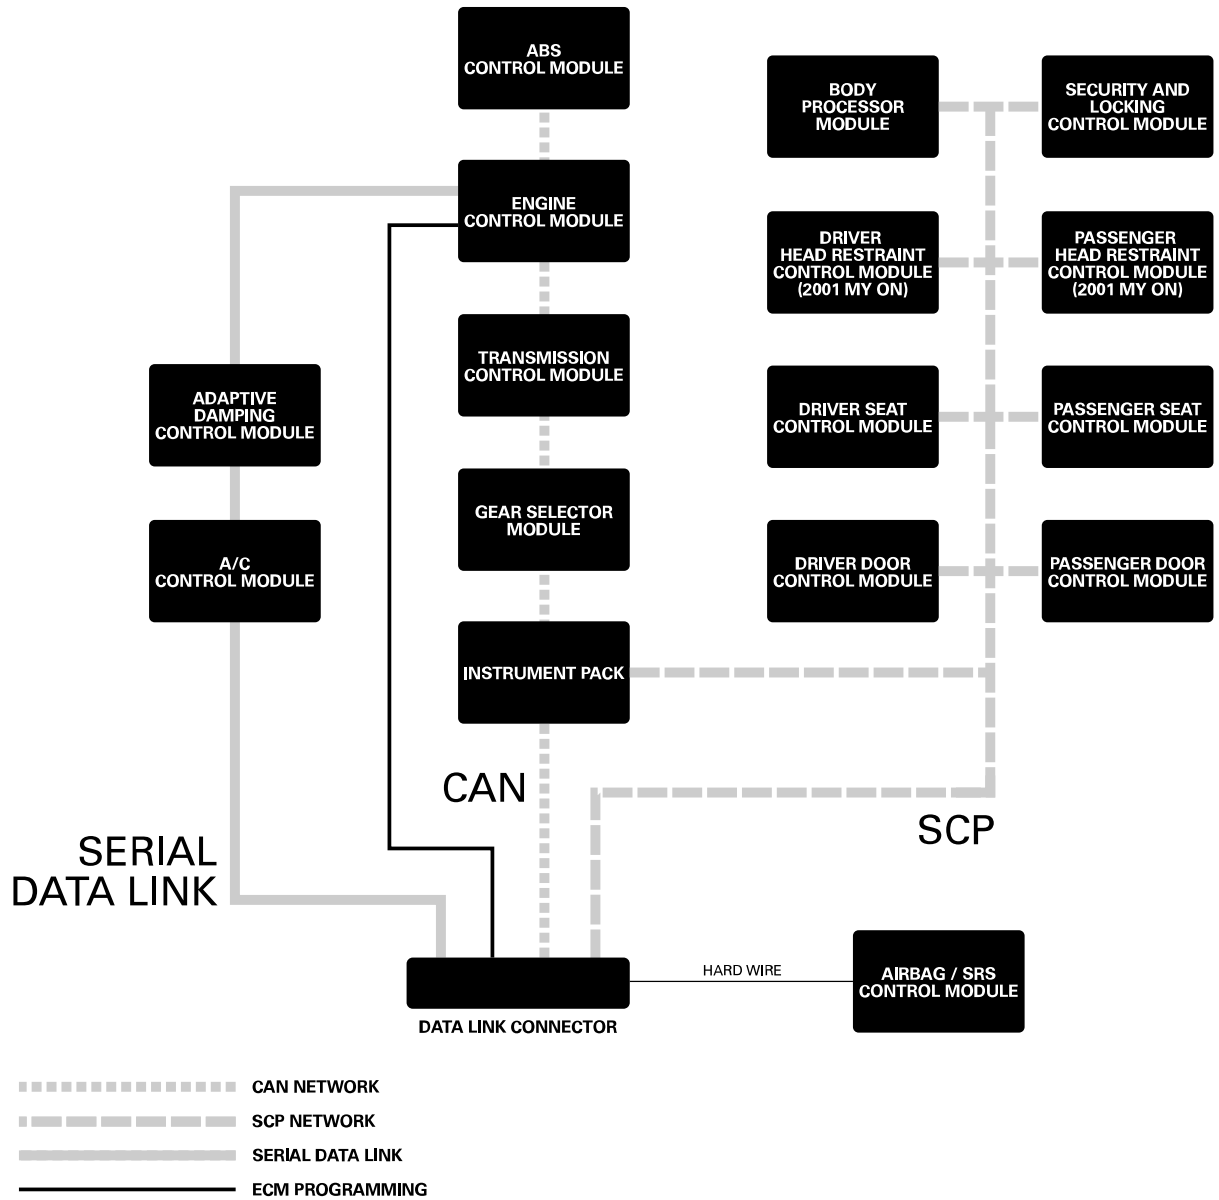 ABS
CONTROL MODULE
ENGINE
CONTROL MODULE
TRANSMISSION
CONTROL MODULE
GEAR SELECTOR
MODULE
INSTRUMENT PACK
ADAPTIVE
DAMPING
CONTROL MODULE
A/C
CONTROL MODULE
BODY
PROCESSOR
MODULE
SECURITY AND
LOCKING
CONTROL MODULE
DRIVER
HEAD RESTRAINT
CONTROL MODULE
(2001 MY ON)
PASSENGER
HEAD RESTRAINT
CONTROL MODULE
(2001 MY ON)
DRIVER SEAT
CONTROL MODULE
PASSENGER SEAT
CONTROL MODULE
DRIVER DOOR
CONTROL MODULE
PASSENGER DOOR
CONTROL MODULE
CAN
SCP
SERIAL
DATA LINK
HARD WIRE
AIRBAG / SRS
CONTROL MODULE
DATA LINK CONNECTOR
CAN NETWORK
SCP NETWORK
SERIAL DATA LINK
ECM PROGRAMMING